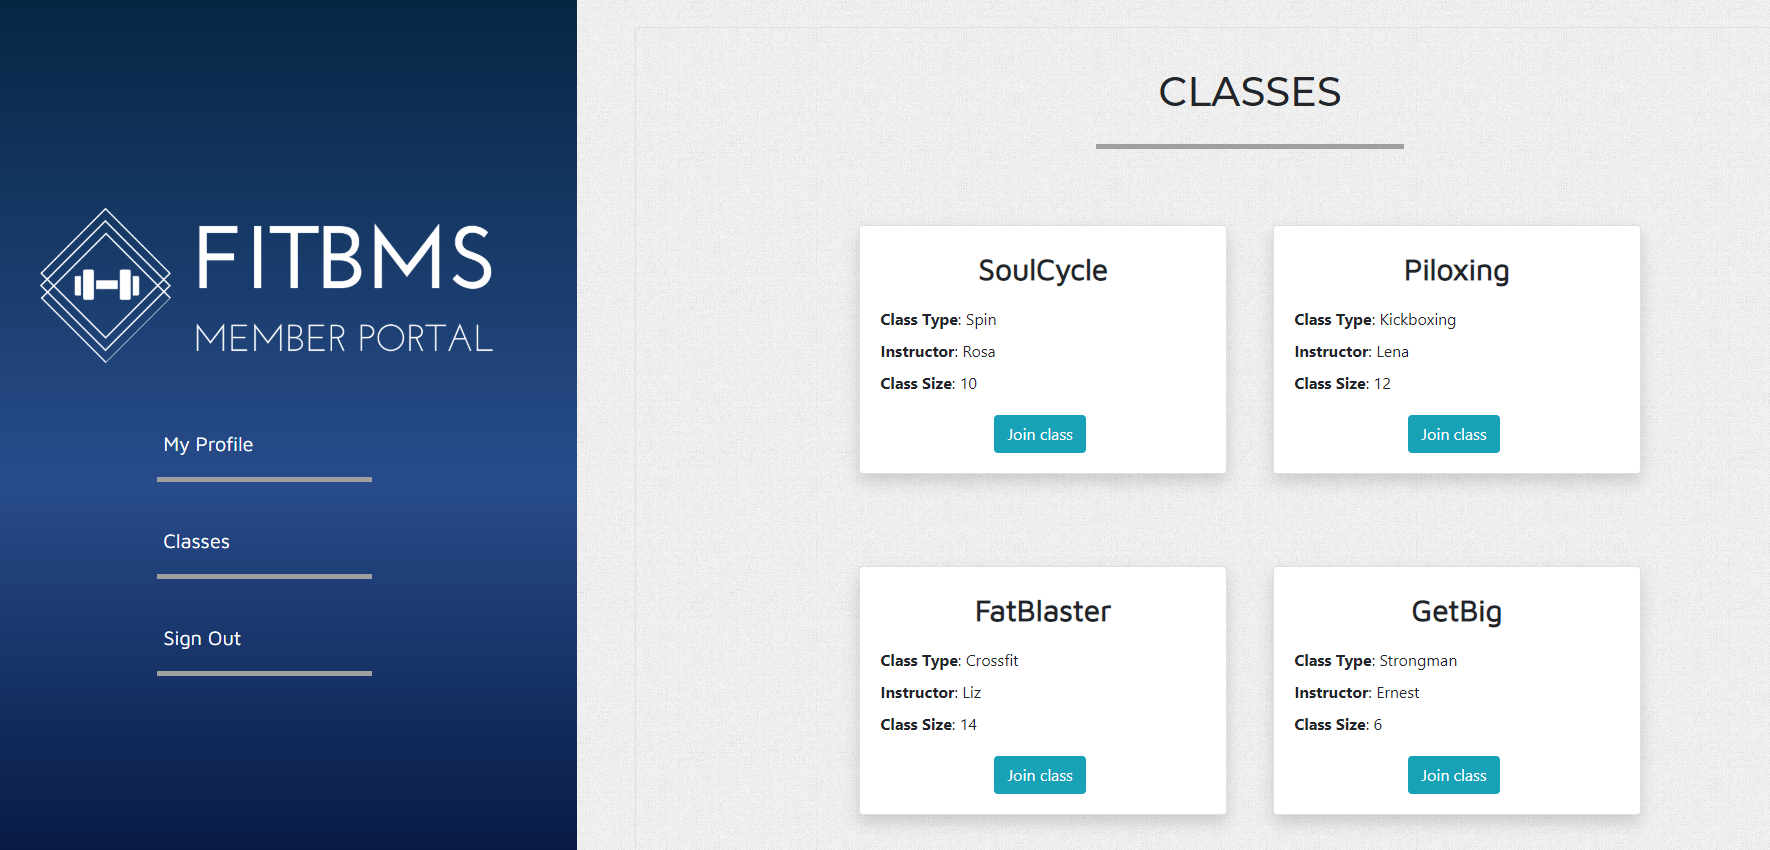 FITBMS
MEMBER PORTAL
My Profile
Classes
Sign Out
CLASSES
SoulCycle
Class Type: Spin
Instructor: Rosa
Class Size: 10
Join class
Piloxing
Class Type: Kickboxing
Instructor: Lena
Class Size: 12
Join class
FatBlaster
Class Type: Crossfit
Instructor: Liz
Class Size: 14
Join class
GetBig
Class Type: Strongman
Instructor: Ernest
Class Size: 6
Join class